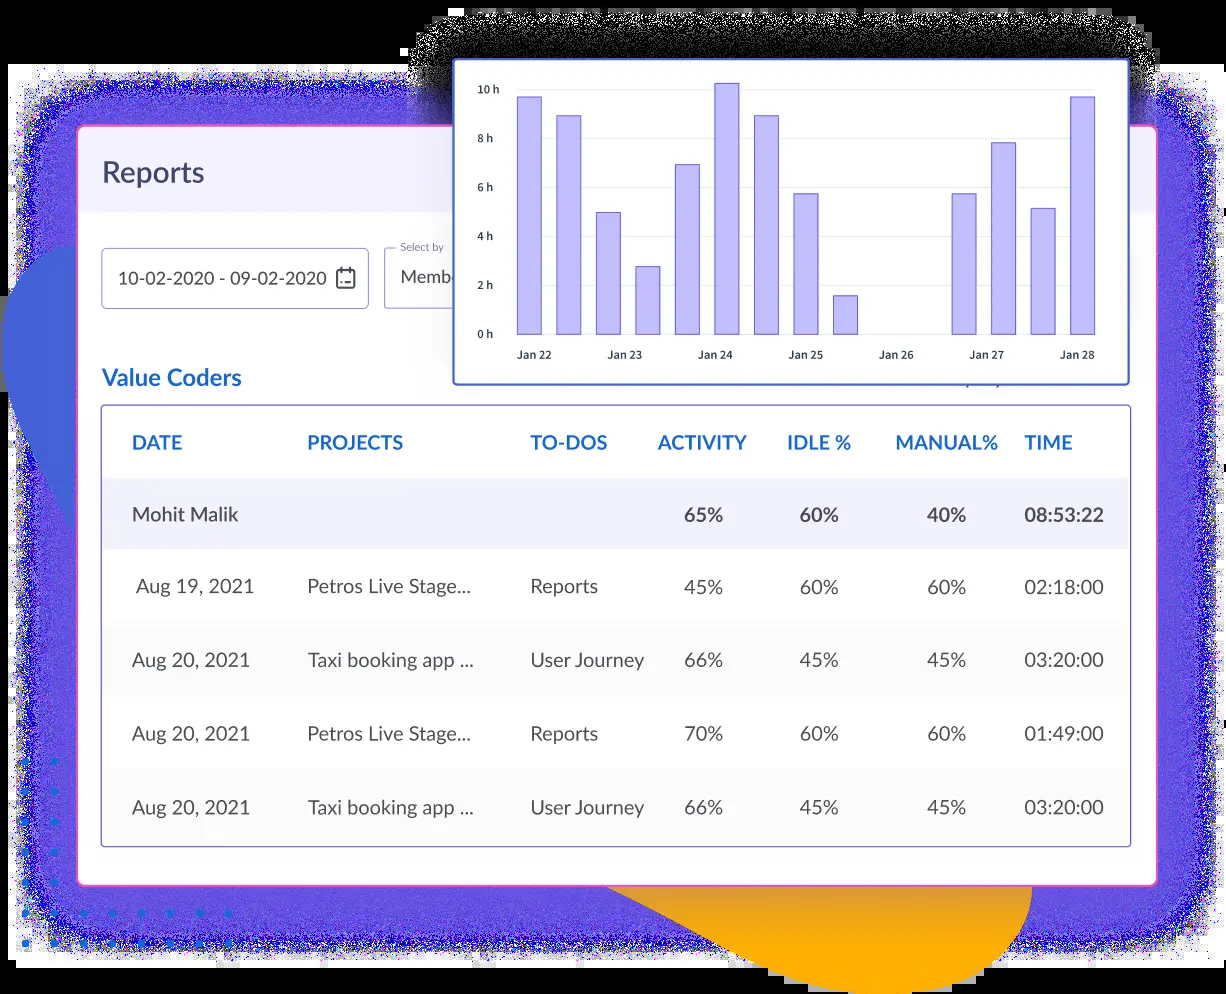 10 h
8 h
6 h
4 h
2 h
0 h
Jan 22 Jan 23 Jan 24 Jan 25 Jan 26 Jan 27 Jan 28
Reports
Select by
10-02-2020 - 09-02-2020
Value Coders
DATE PROJECTS TO-DOS ACTIVITY IDLE % MANUAL% TIME
Mohit Malik 65% 60% 40% 08:53:22
Aug 19, 2021 Petros Live Stage... Reports 45% 60% 60% 02:18:00
Aug 20, 2021 Taxi booking app ... User Journey 66% 45% 45% 03:20:00
Aug 20, 2021 Petros Live Stage... Reports 70% 60% 60% 01:49:00
Aug 20, 2021 Taxi booking app ... User Journey 66% 45% 45% 03:20:00